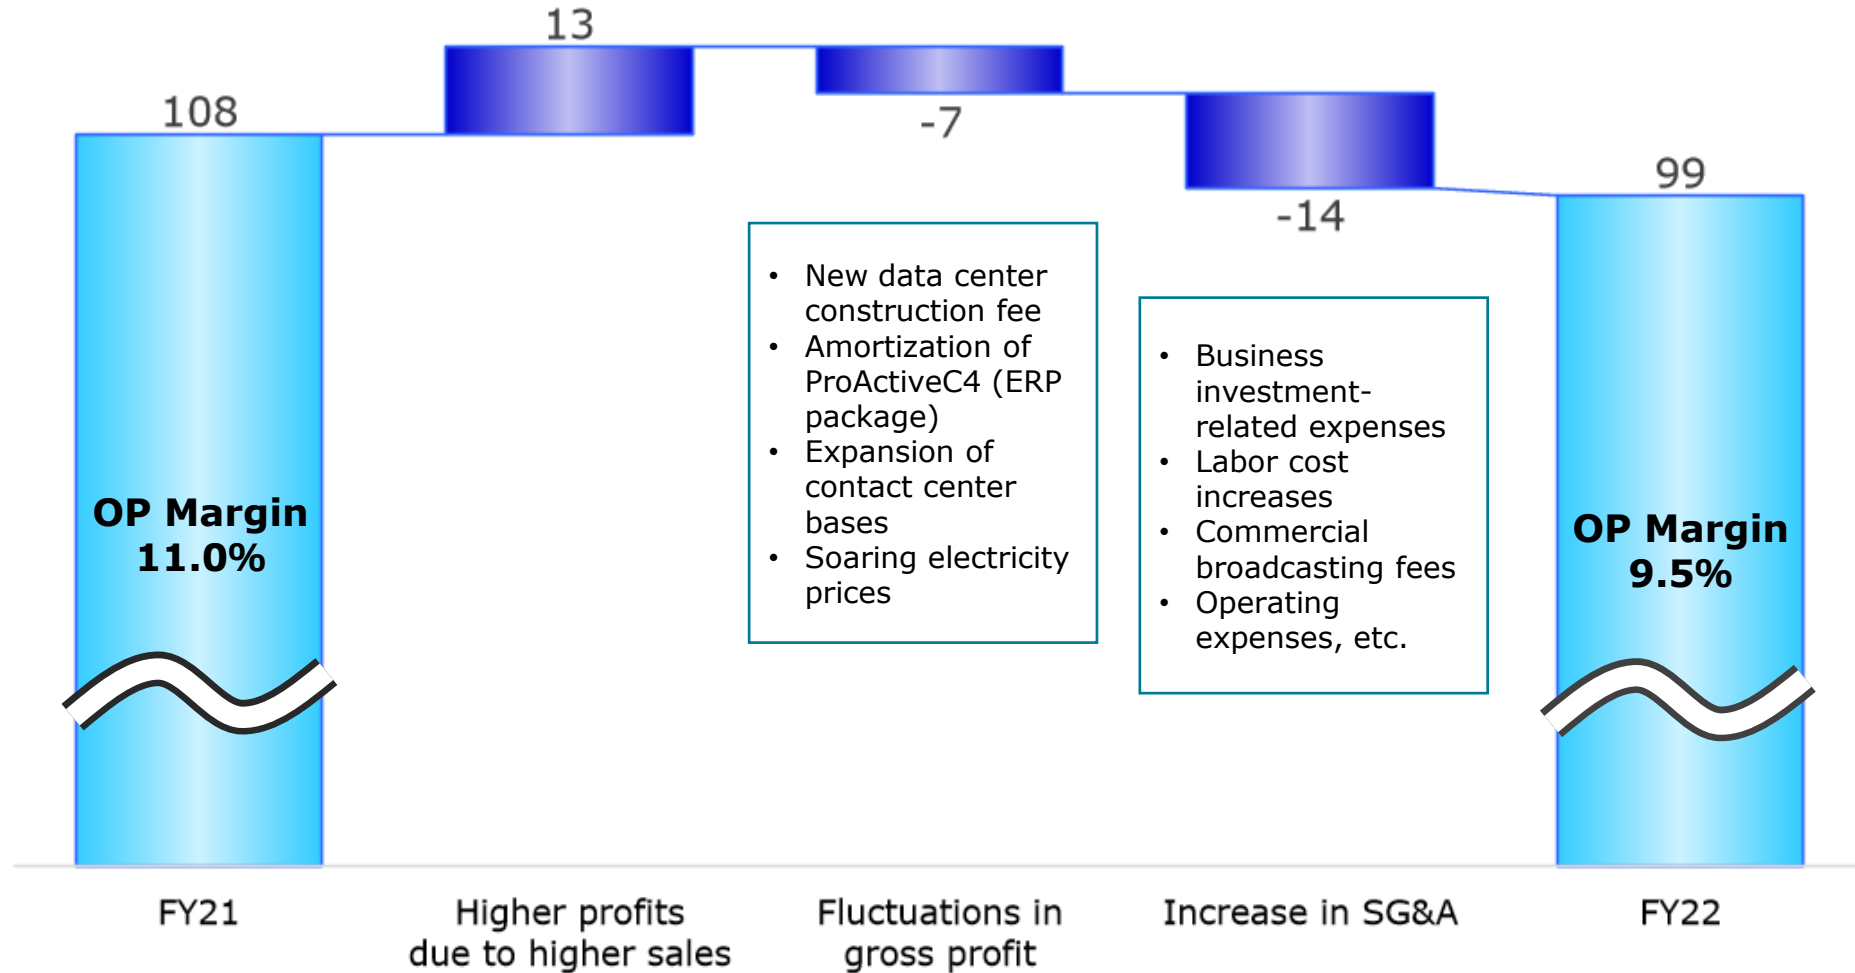 13
108
-7
99
-14
• New data center
construction fee
• Amortization of
ProActiveC4 (ERP
package)
• Expansion of
contact center
bases
• Soaring electricity
prices
• Business
investment-
related expenses
• Labor cost
increases
• Commercial
broadcasting fees
• Operating
expenses, etc.
OP Margin
11.0%
OP Margin
9.5%
FY21
Higher profits
due to higher sales
Fluctuations in
gross profit
Increase in SG&A
FY22